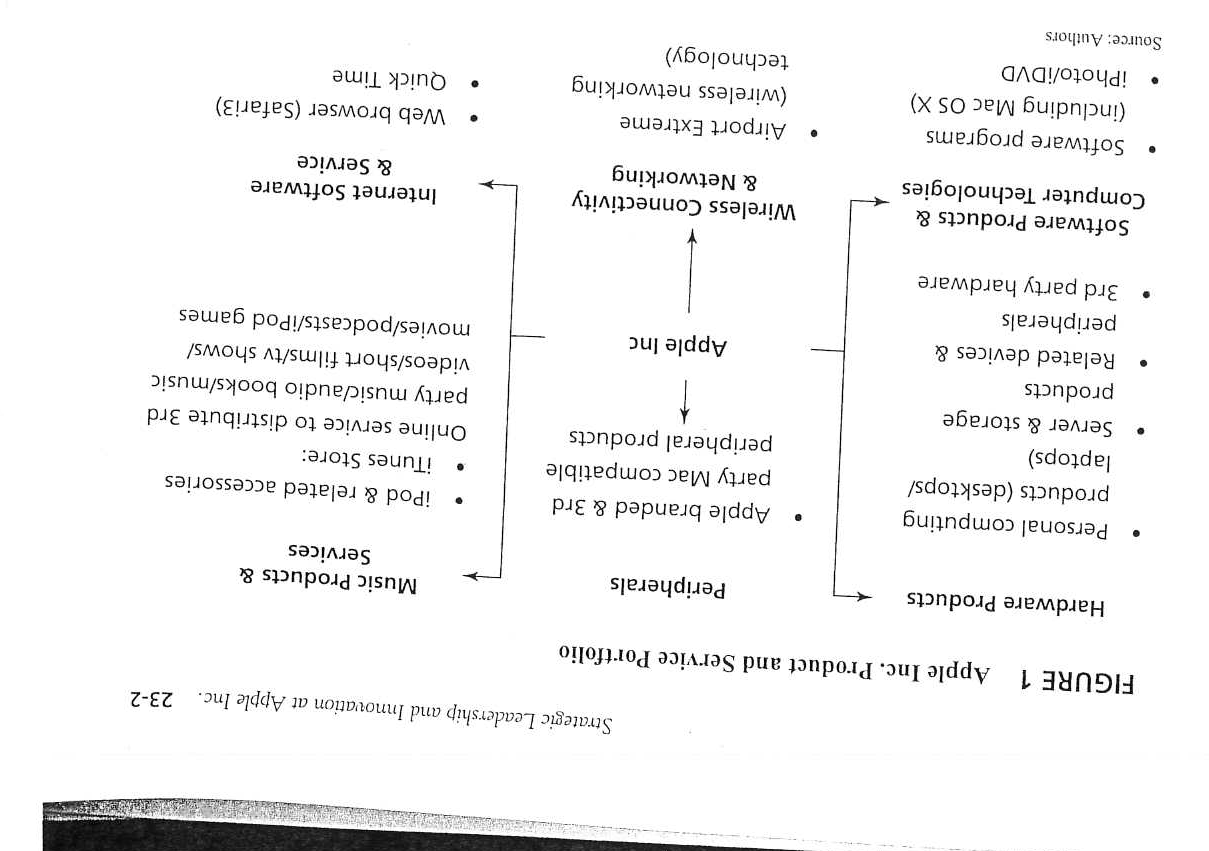 Strategic Leadership and Innovation at Apple Inc. 23-2
FIGURE 1 Apple Inc. Product and Service Portfolio
Hardware Products
• Personal computing
products (desktops/
laptops)
• Server & storage
products
• Related devices &
peripherals
• 3rd party hardware
Peripherals
• Apple branded & 3rd
party Mac compatible
peripheral products
Music Products &
Services
• iPod & related accessories
• iTunes Store:
Online service to distribute 3rd
party music/audio books/music
videos/short films/tv shows/
movies/podcasts/iPod games
Apple Inc
Software Products &
Computer Technologies
• Software programs
(including Mac OS X)
• iPhoto/iDVD
Wireless Connectivity
& Networking
• Airport Extreme
(wireless networking
technology)
Internet Software
& Service
• Web browser (Safari3)
• Quick Time
Source: Authors